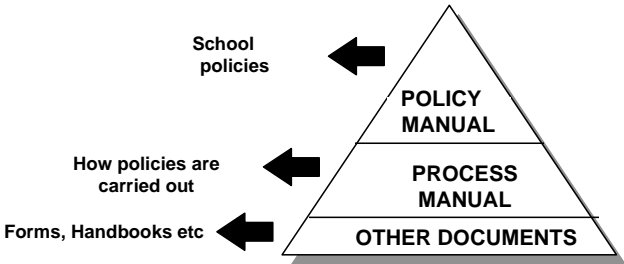 School
policies
POLICY
MANUAL
How policies are
carried out
PROCESS
MANUAL
Forms, Handbooks etc
OTHER DOCUMENTS